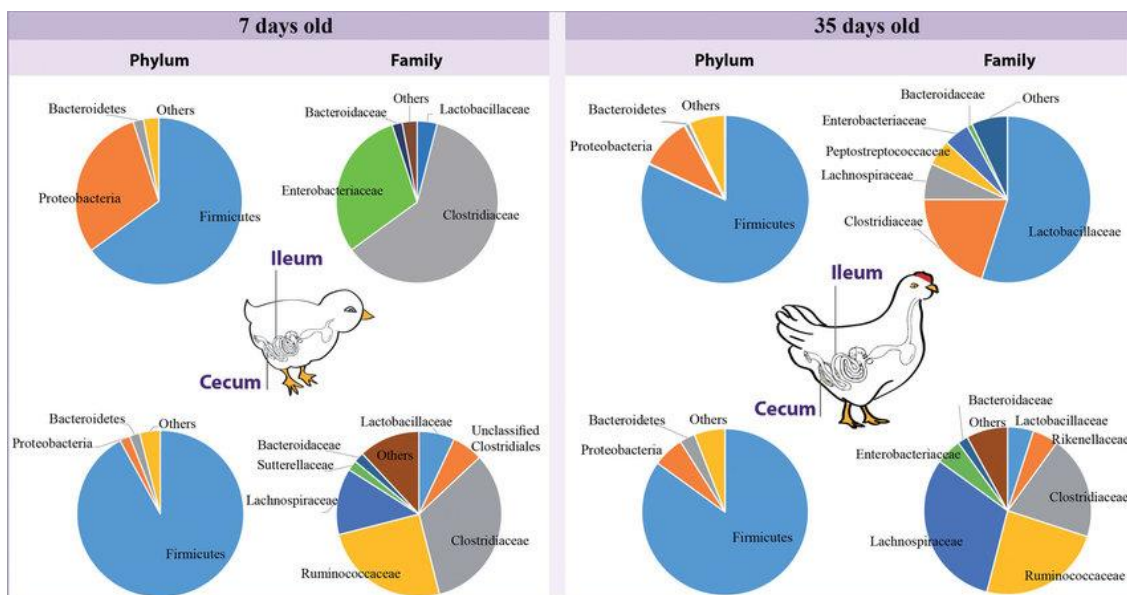 7 days old
Phylum
Family
Bacteroidetes
Others
Proteobacteria
Firmicutes
Bacteroidaceae
Others
Lactobacillaceae
Enterobacteriaceae
Clostridiaceae
Ileum
Cecum
Bacteroidetes
Others
Proteobacteria
Firmicutes
Lactobacillaceae
Unclassified
Clostridiales
Bacteroidaceae
Others
Sutterellaceae
Lachnospiraceae
Clostridiaceae
Ruminococcaceae
35 days old
Phylum
Family
Bacteroidetes
Others
Proteobacteria
Firmicutes
Bacteroidaceae
Others
Enterobacteriaceae
Peptostreptococcaceae
Lachnospiraceae
Clostridiaceae
Lactobacillaceae
Ileum
Cecum
Bacteroidetes
Others
Proteobacteria
Firmicutes
Bacteroidaceae
Others
Lactobacillaceae
Rikenellaceae
Enterobacteriaceae
Clostridiaceae
Lachnospiraceae
Ruminococcaceae